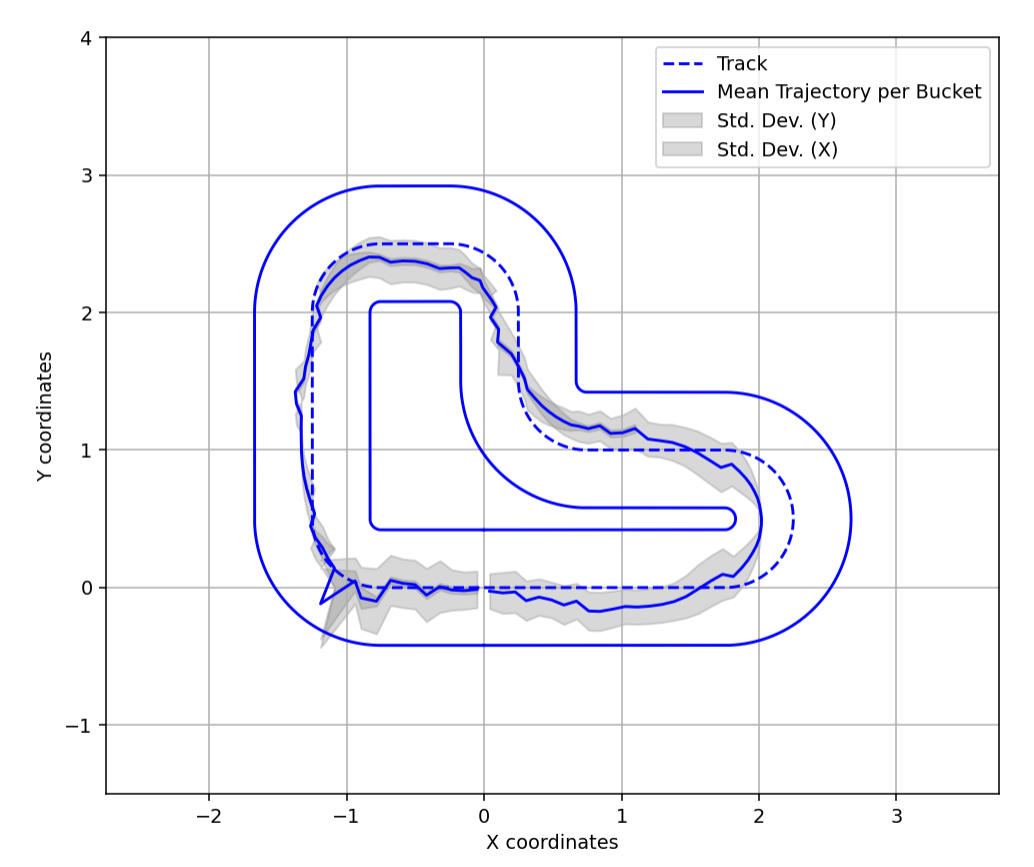 Track
Mean Trajectory per Bucket
Std. Dev. (Y)
Std. Dev. (X)
4
3
2
1
0
−1
Y coordinates
−2
−1
0
1
2
3
X coordinates